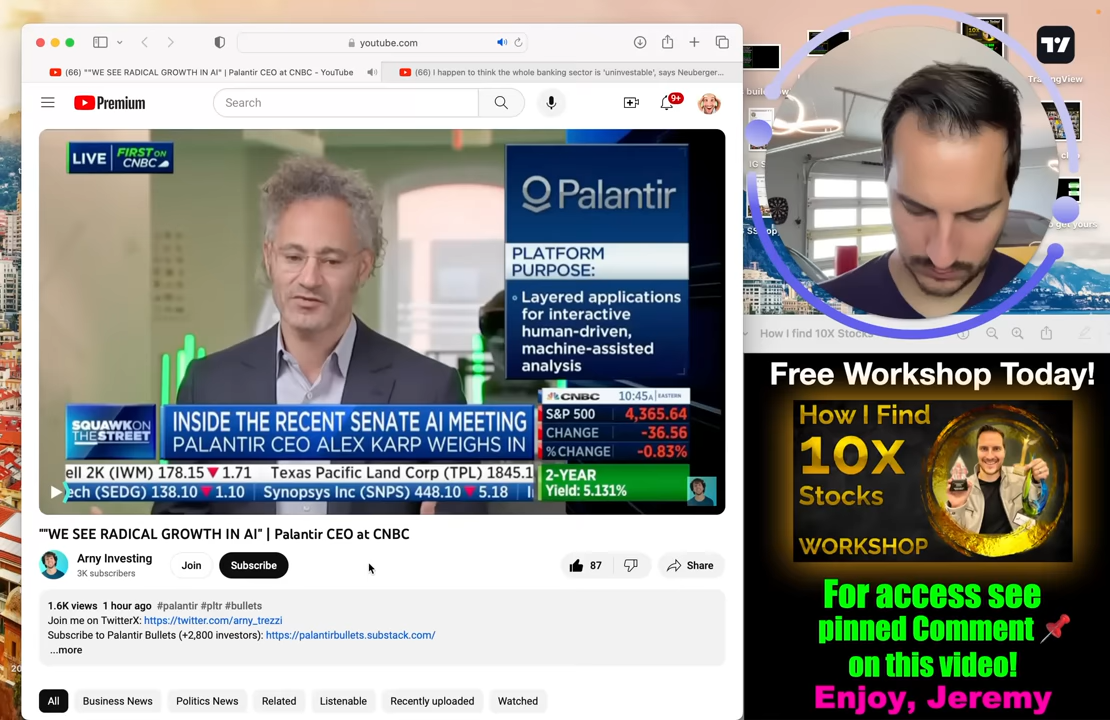 youtube.com
(66) ""WE SEE RADICAL GROWTH IN AI" | Palantir CEO at CNBC - YouTube
(66) I happen to think the whole banking sector is 'uninvestable', says Neuberger...
Premium
Search
9+
LIVE FIRST ON CNBC
Palantir
PLATFORM
PURPOSE:
Layered applications
for interactive
human-driven,
machine-assisted
analysis
CNBC 10:45A EASTERN
S&P 500 4,365.64
CHANGE -36.56
% CHANGE -0.83%
2-YEAR
Yield: 5.131%
SQUAWK ON
THE STREET
INSIDE THE RECENT SENATE AI MEETING
PALANTIR CEO ALEX KARP WEIGHS IN
ell 2K (IWM) 178.15 ▼ 1.71 Texas Pacific Land Corp (TPL) 1845.1
ech (SEDG) 138.10 ▼ 1.10 Synopsys Inc (SNPS) 448.10 ▼ 5.18
""WE SEE RADICAL GROWTH IN AI" | Palantir CEO at CNBC
Arny Investing
3K subscribers
Join
Subscribe
87
Share
1.6K views 1 hour ago #palantir #pltr #bullets
Join me on TwitterX: https://twitter.com/arny_trezzi
Subscribe to Palantir Bullets (+2,800 investors): https://palantirbullets.substack.com/
...more
All
Business News
Politics News
Related
Listenable
Recently uploaded
Watched
TradingView
How I find 10X Stocks
Free Workshop Today!
How I Find
10X
Stocks
WORKSHOP
For access see
pinned Comment 📌
on this video!
Enjoy, Jeremy